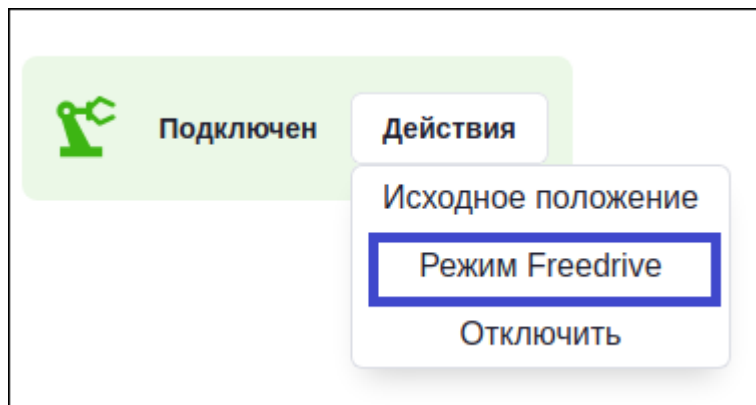 Подключен Действия
Исходное положение
Режим Freedrive
Отключить